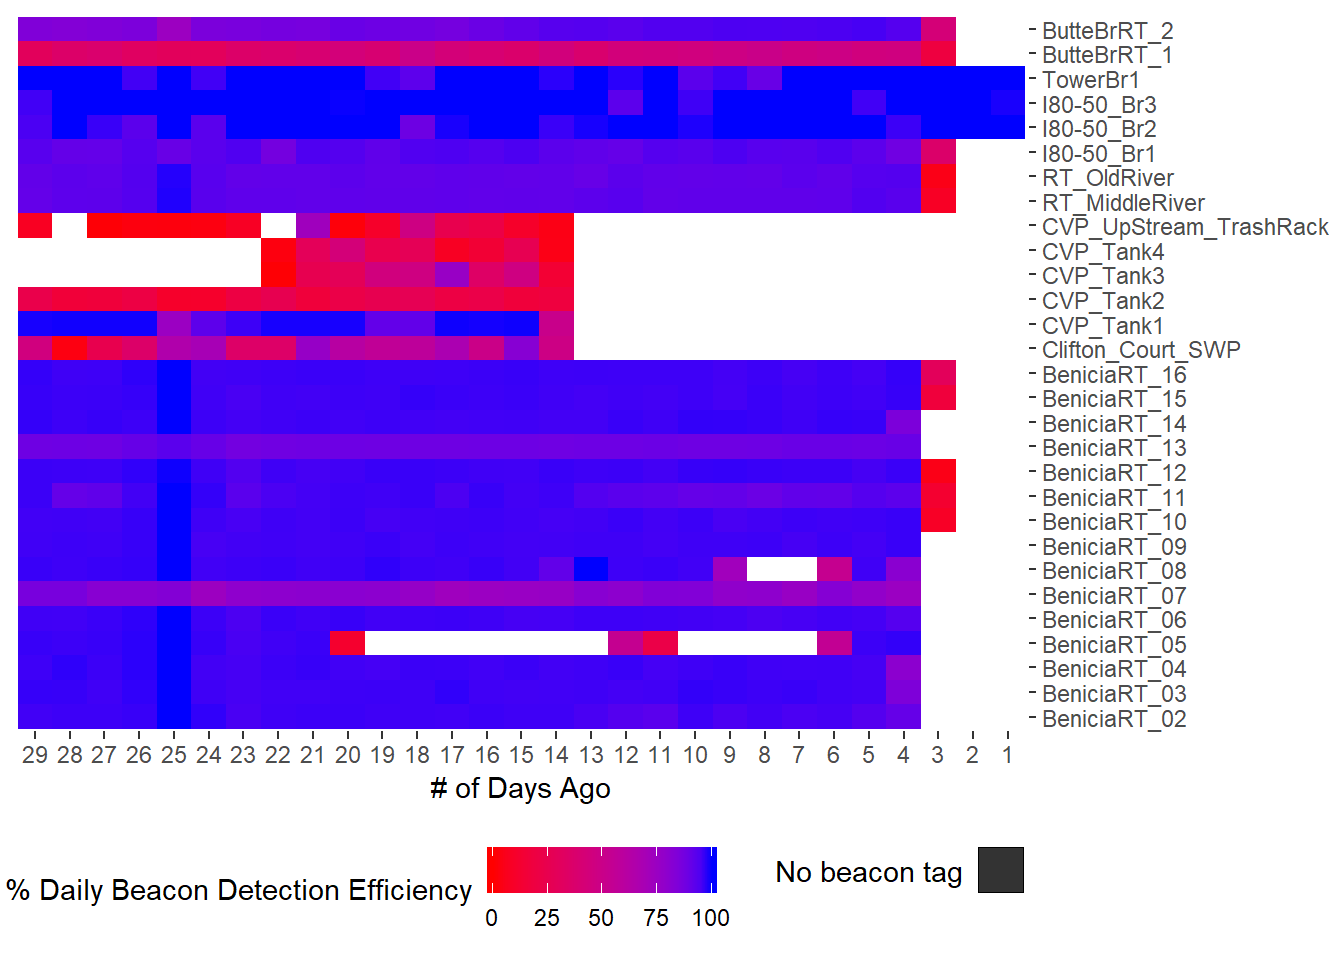 ButteBrRT_2
ButteBrRT_1
TowerBr1
I80-50_Br3
I80-50_Br2
I80-50_Br1
RT_OldRiver
RT_MiddleRiver
CVP_UpStream_TrashRack
CVP_Tank4
CVP_Tank3
CVP_Tank2
CVP_Tank1
Clifton_Court_SWP
BeniciaRT_16
BeniciaRT_15
BeniciaRT_14
BeniciaRT_13
BeniciaRT_12
BeniciaRT_11
BeniciaRT_10
BeniciaRT_09
BeniciaRT_08
BeniciaRT_07
BeniciaRT_06
BeniciaRT_05
BeniciaRT_04
BeniciaRT_03
BeniciaRT_02
29 28 27 26 25 24 23 22 21 20 19 18 17 16 15 14 13 12 11 10 9 8 7 6 5 4 3 2 1
# of Days Ago
% Daily Beacon Detection Efficiency
0 25 50 75 100
No beacon tag